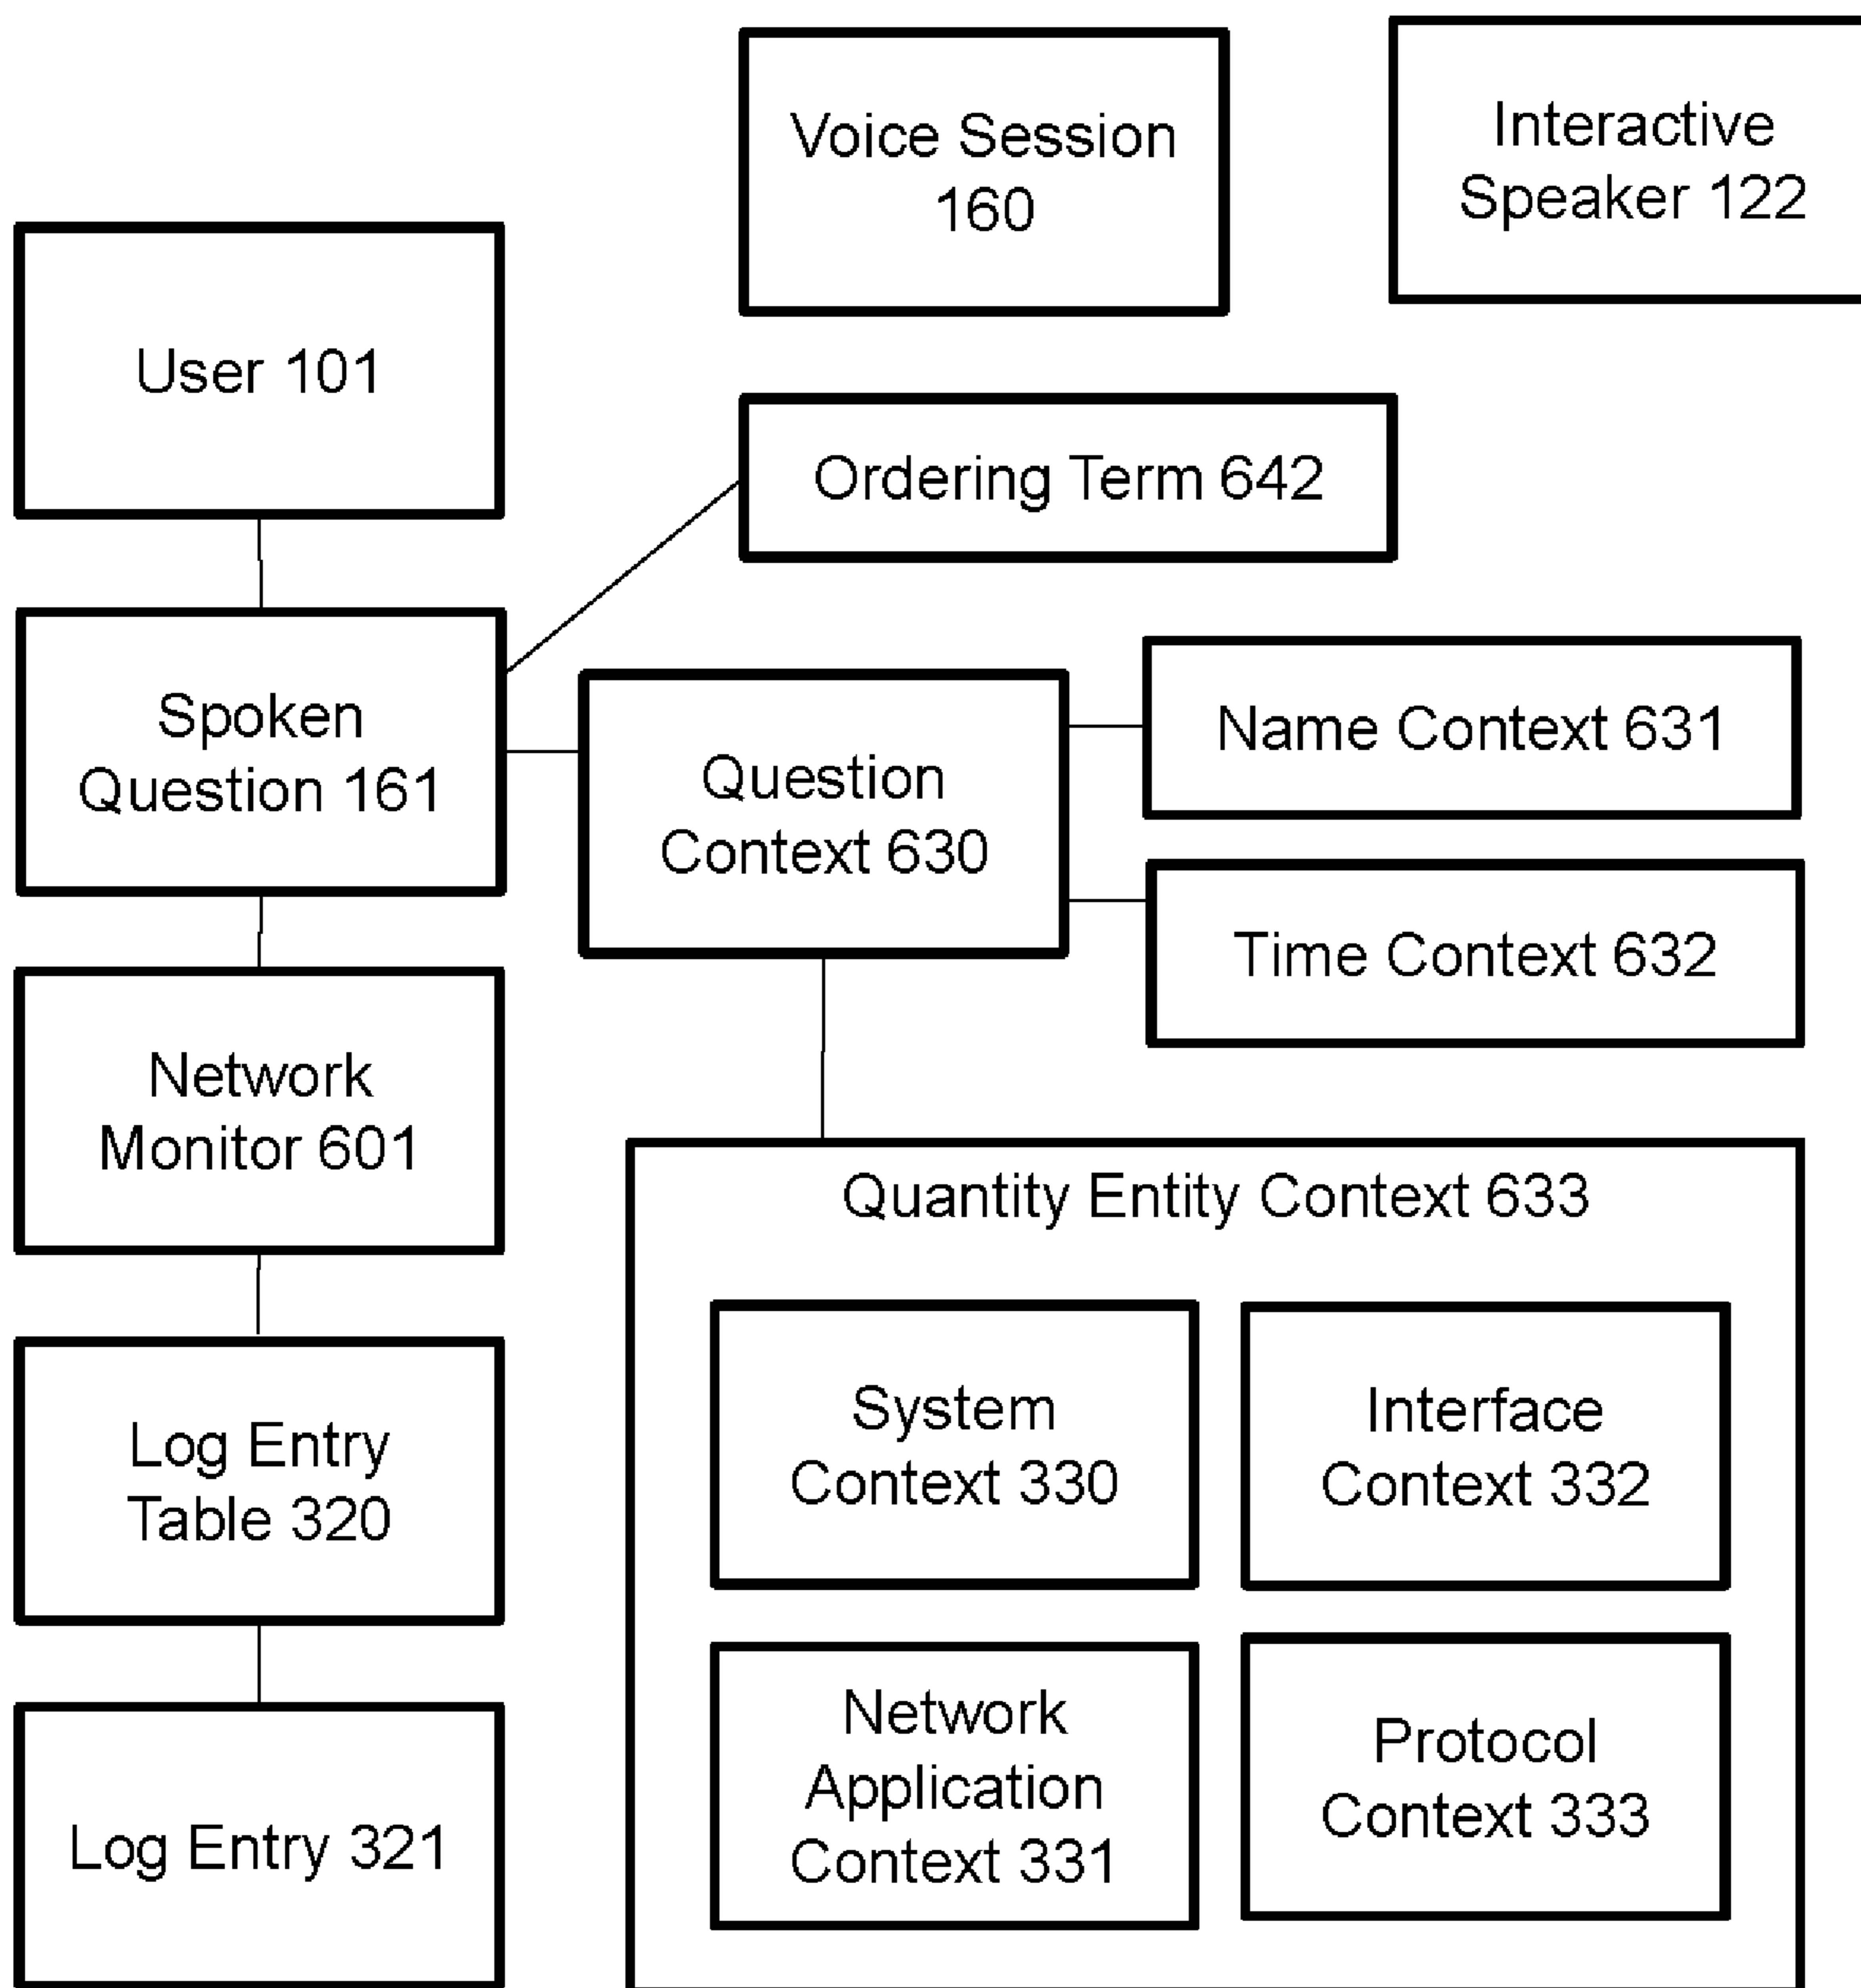 Voice Session
160
Interactive
Speaker 122
User 101
Ordering Term 642
Spoken
Question 161
Question
Context 630
Name Context 631
Time Context 632
Network
Monitor 601
Quantity Entity Context 633
Log Entry
Table 320
System
Context 330
Interface
Context 332
Log Entry 321
Network
Application
Context 331
Protocol
Context 333